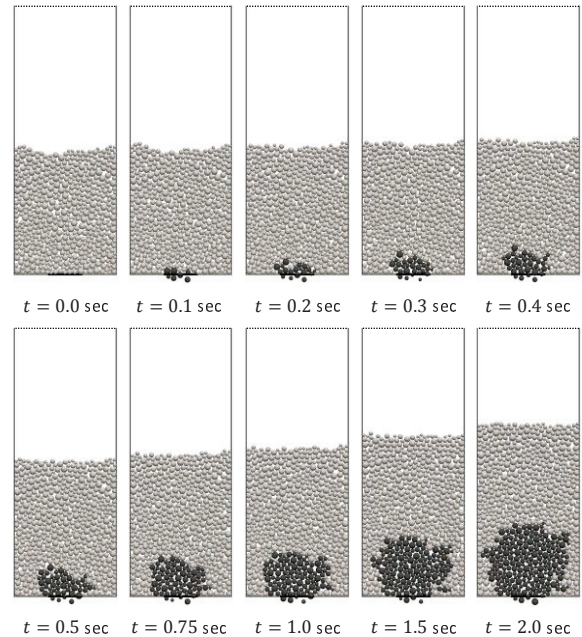 t = 0.0 sec
t = 0.1 sec
t = 0.2 sec
t = 0.3 sec
t = 0.4 sec
t = 0.5 sec
t = 0.75 sec
t = 1.0 sec
t = 1.5 sec
t = 2.0 sec